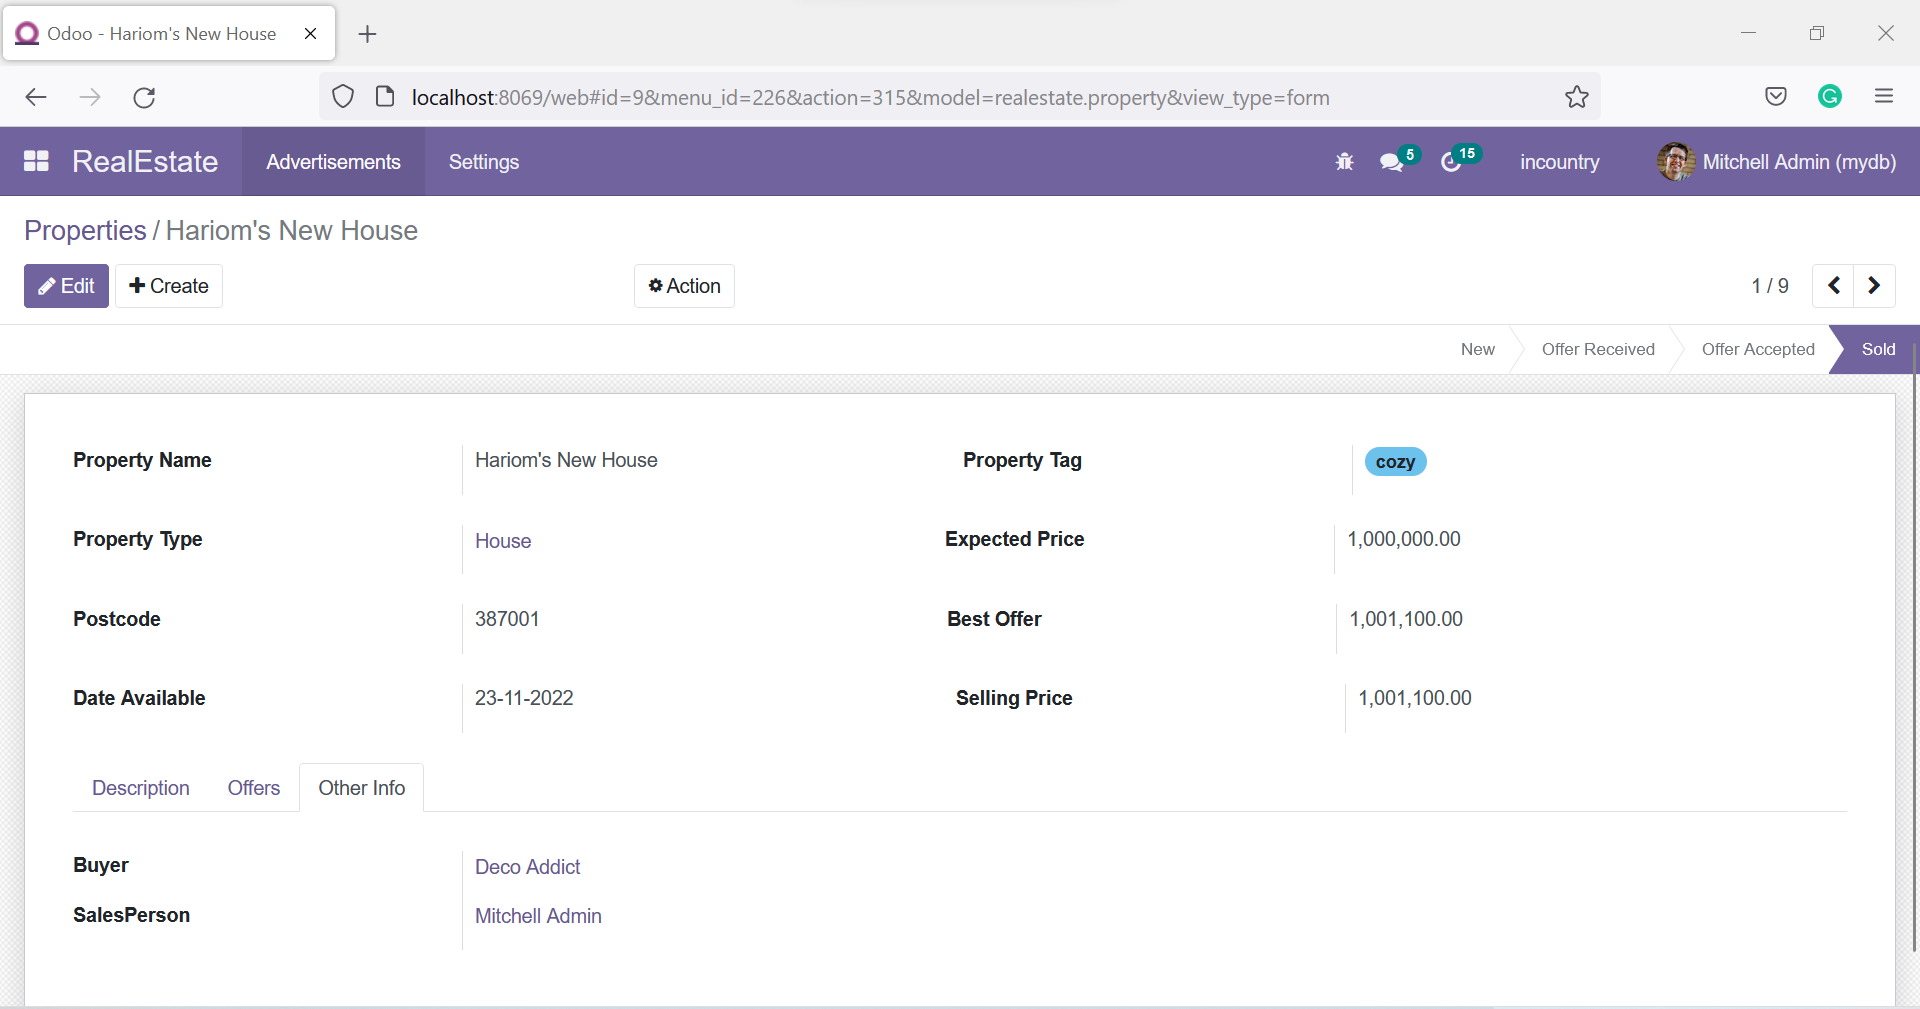 Odoo - Hariom's New House
localhost:8069/web#id=9&menu_id=226&action=315&model=realestate.property&view_type=form
RealEstate Advertisements Settings 5 15 incountry Mitchell Admin (mydb)
Properties / Hariom's New House
Edit Create Action 1 / 9
New Offer Received Offer Accepted Sold
Property Name Hariom's New House Property Tag cozy
Property Type House Expected Price 1,000,000.00
Postcode 387001 Best Offer 1,001,100.00
Date Available 23-11-2022 Selling Price 1,001,100.00
Description Offers Other Info
Buyer Deco Addict
SalesPerson Mitchell Admin